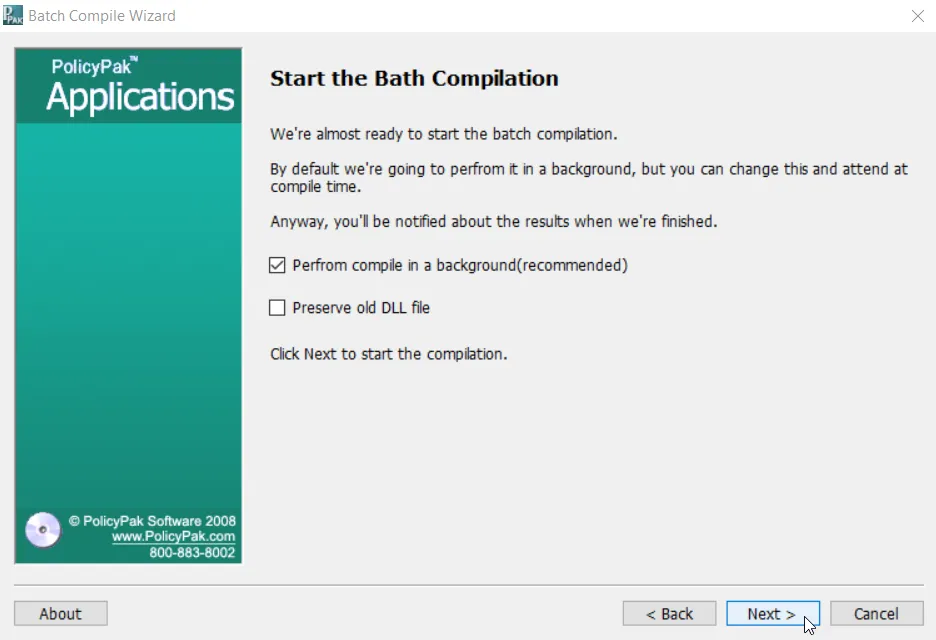 Batch Compile Wizard
PolicyPak™
Applications
Start the Bath Compilation
We're almost ready to start the batch compilation.
By default we're going to perfrom it in a background, but you can change this and attend at
compile time.
Anyway, you'll be notified about the results when we're finished.
Perfrom compile in a background(recommended)
Preserve old DLL file
Click Next to start the compilation.
© PolicyPak Software 2008
www.PolicyPak.com
800-883-8002
About
< Back
Next >
Cancel